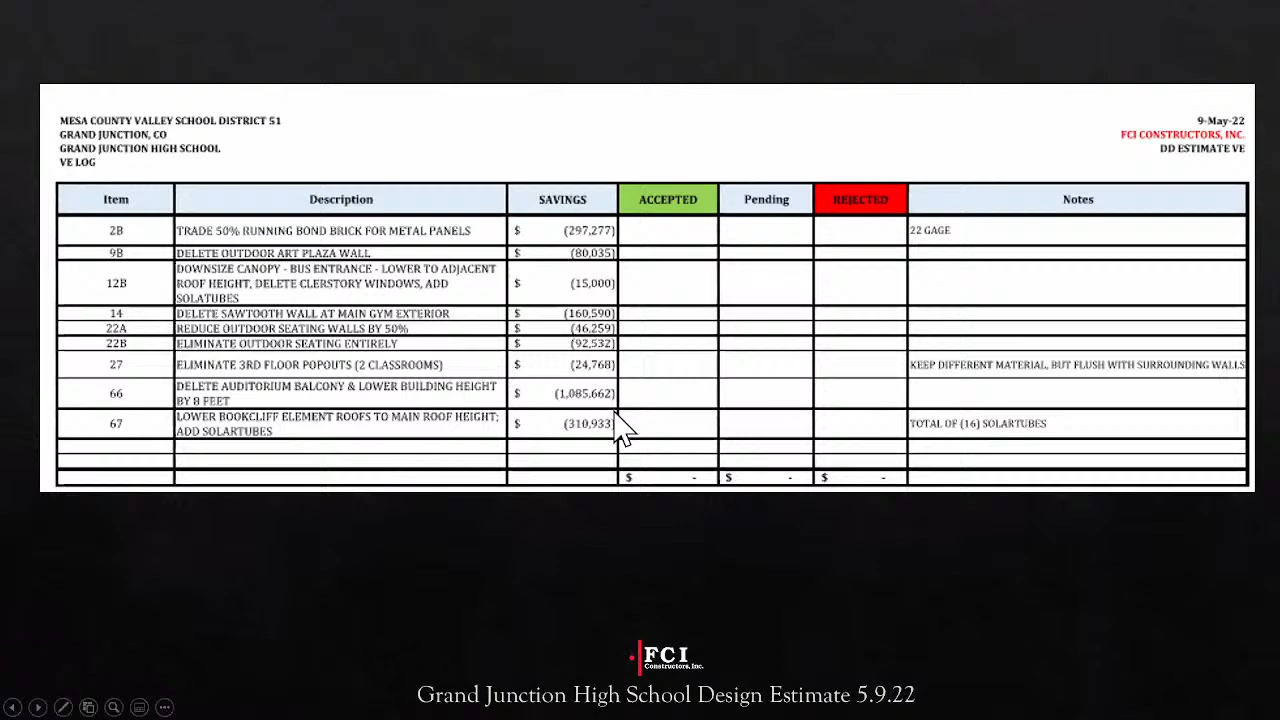 MESA COUNTY VALLEY SCHOOL DISTRICT 51
GRAND JUNCTION, CO
GRAND JUNCTION HIGH SCHOOL
VE LOG
9-May-22
FCI CONSTRUCTORS, INC.
DD ESTIMATE VE
Item Description SAVINGS ACCEPTED Pending REJECTED Notes
2B TRADE 50% RUNNING BOND BRICK FOR METAL PANELS $ (297,277) 22 GAGE
9B DELETE OUTDOOR ART PLAZA WALL $ (80,035)
12B DOWNSIZE CANOPY - BUS ENTRANCE - LOWER TO ADJACENT
ROOF HEIGHT, DELETE CLERSTORY WINDOWS, ADD
SOLATUBES $ (15,000)
14 DELETE SAWTOOTH WALL AT MAIN GYM EXTERIOR $ (160,590)
22A REDUCE OUTDOOR SEATING WALLS BY 50% $ (46,259)
22B ELIMINATE OUTDOOR SEATING ENTIRELY $ (92,532)
27 ELIMINATE 3RD FLOOR POPOUTS (2 CLASSROOMS) $ (24,768) KEEP DIFFERENT MATERIAL, BUT FLUSH WITH SURROUNDING WALLS
66 DELETE AUDITORIUM BALCONY & LOWER BUILDING HEIGHT
BY 8 FEET $ (1,085,662)
67 LOWER BOOKCLIFF ELEMENT ROOFS TO MAIN ROOF HEIGHT;
ADD SOLARTUBES $ (310,933) TOTAL OF (16) SOLARTUBES
$ - $ - $ -
FCI
Constructors, Inc.
Grand Junction High School Design Estimate 5.9.22